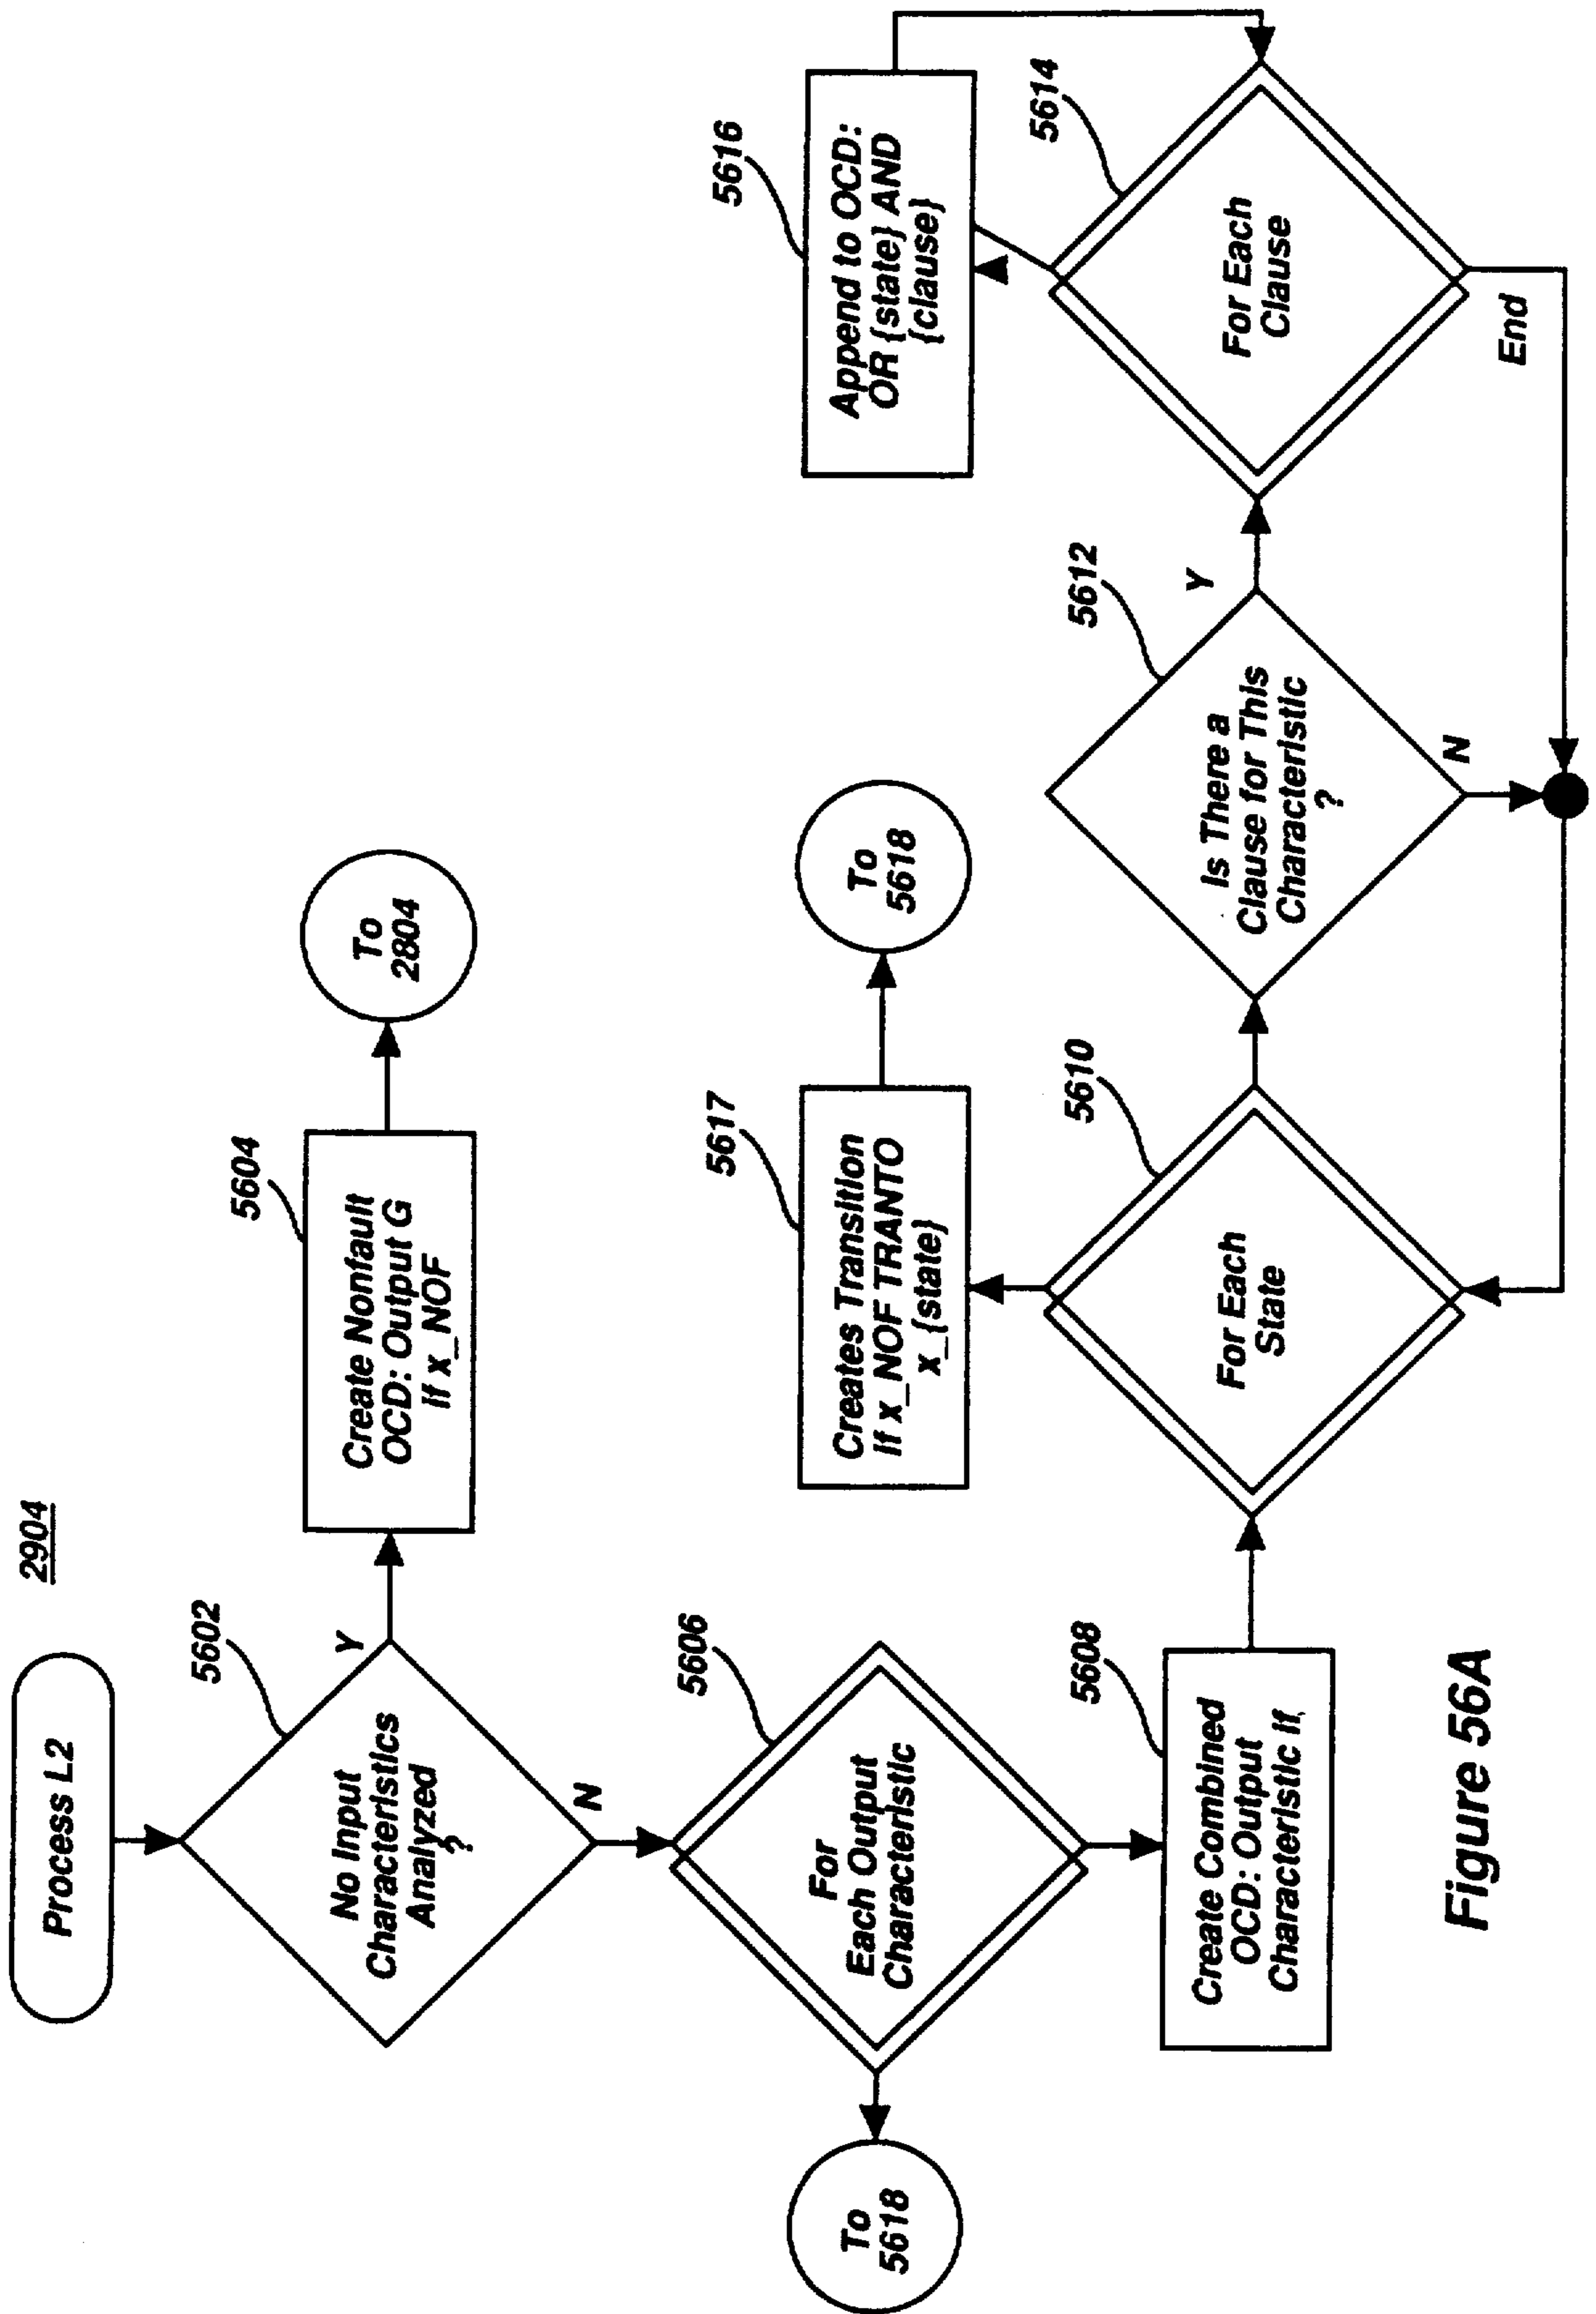 2904
Process L2
5602
No Input
Characteristics
Analyzed
?
Y
N
5604
Create Nonfault
OCD: Output G
If x_NOF
To
2804
5606
For
Each Output
Characteristic
To
5618
5608
Create Combined
OCD: Output
Characteristic If,
5610
For Each
State
5617
Creates Transition
If x_NOF TRANTO
x_{state}
To
5618
5612
Is There a
Clause for This
Characteristic
?
Y
N
5614
For Each
Clause
End
5616
Append to OCD:
OR {state} AND
{clause}
Figure 56A